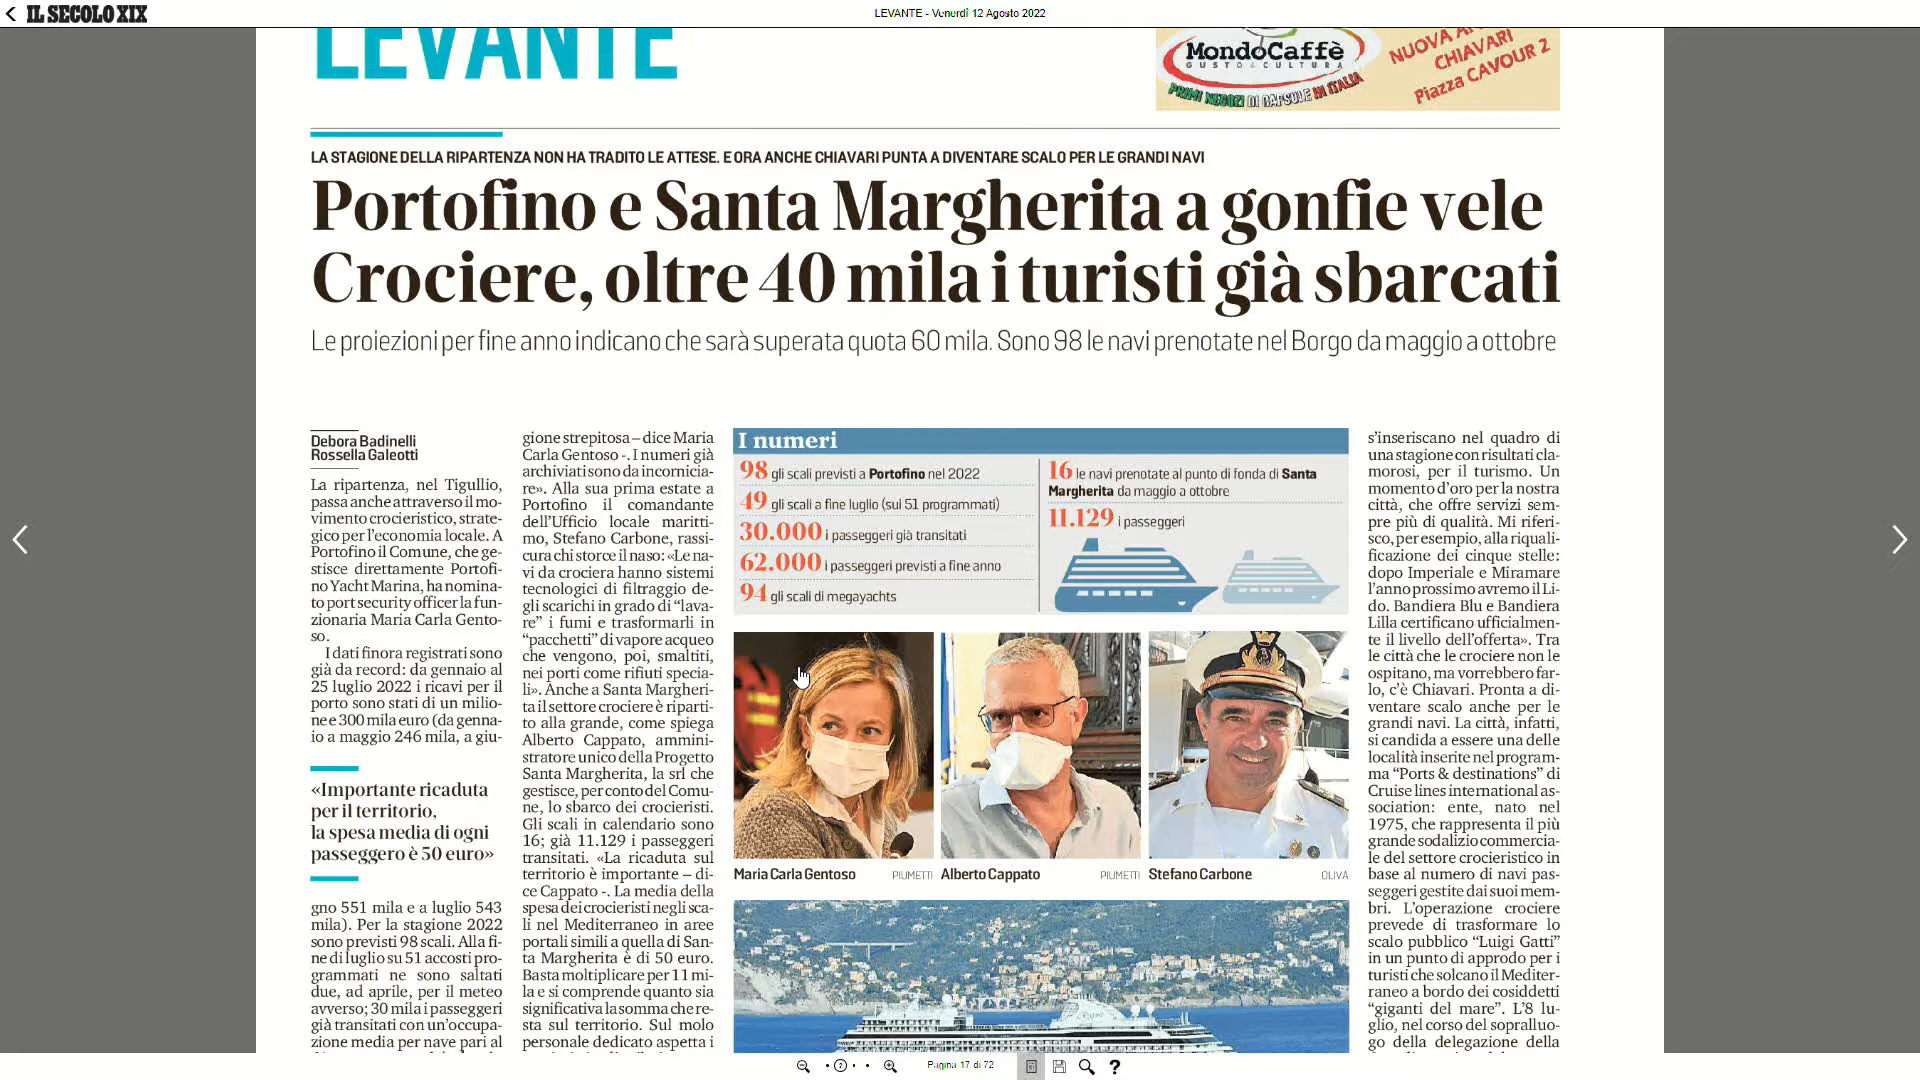 IL SECOLO XIX
LEVANTE - Venerdì 12 Agosto 2022
LEVANTE
MondoCaffè
GUSTO & CULTURA
PRIMI NEGOZI DI CAPSULE IN ITALIA
NUOVA
CHIAVARI
Piazza CAVOUR 2
LA STAGIONE DELLA RIPARTENZA NON HA TRADITO LE ATTESE. E ORA ANCHE CHIAVARI PUNTA A DIVENTARE SCALO PER LE GRANDI NAVI
Portofino e Santa Margherita a gonfie vele
Crociere, oltre 40 mila i turisti già sbarcati
Le proiezioni per fine anno indicano che sarà superata quota 60 mila. Sono 98 le navi prenotate nel Borgo da maggio a ottobre
Debora Badinelli
Rossella Galeotti
La ripartenza, nel Tigullio,
passa anche attraverso il mo-
vimento crocieristico, strate-
gico per l'economia locale. A
Portofino il Comune, che ge-
stisce direttamente Portofi-
no Yacht Marina, ha nomina-
to port security officer la fun-
zionaria Maria Carla Gento-
so.
I dati finora registrati sono
già da record: da gennaio al
25 luglio 2022 i ricavi per il
porto sono stati di un milio-
ne e 300 mila euro (da genna-
io a maggio 246 mila, a giu-
«Importante ricaduta
per il territorio,
la spesa media di ogni
passeggero è 50 euro»
gno 551 mila e a luglio 543
mila). Per la stagione 2022
sono previsti 98 scali. Alla fi-
ne di luglio su 51 accosti pro-
grammati ne sono saltati
due, ad aprile, per il meteo
avverso; 30 mila i passeggeri
già transitati con un'occupa-
zione media per nave pari al
gione strepitosa – dice Maria
Carla Gentoso -. I numeri già
archiviati sono da incornicia-
re». Alla sua prima estate a
Portofino il comandante
dell'Ufficio locale maritti-
mo, Stefano Carbone, rassi-
cura chi storce il naso: «Le na-
vi da crociera hanno sistemi
tecnologici di filtraggio de-
gli scarichi in grado di “lava-
re” i fumi e trasformarli in
“pacchetti” di vapore acqueo
che vengono, poi, smaltiti,
nei porti come rifiuti specia-
li». Anche a Santa Margheri-
ta il settore crociere è riparti-
to alla grande, come spiega
Alberto Cappato, ammini-
stratore unico della Progetto
Santa Margherita, la srl che
gestisce, per conto del Comu-
ne, lo sbarco dei crocieristi.
Gli scali in calendario sono
16; già 11.129 i passeggeri
transitati. «La ricaduta sul
territorio è importante – di-
ce Cappato -. La media della
spesa dei crocieristi negli sca-
li nel Mediterraneo in aree
portali simili a quella di San-
ta Margherita è di 50 euro.
Basta moltiplicare per 11 mi-
la e si comprende quanto sia
significativa la somma che re-
sta sul territorio. Sul molo
personale dedicato aspetta i
I numeri
98 gli scali previsti a Portofino nel 2022
49 gli scali a fine luglio (sui 51 programmati)
30.000 i passeggeri già transitati
62.000 i passeggeri previsti a fine anno
94 gli scali di megayachts
16 le navi prenotate al punto di fonda di Santa
Margherita da maggio a ottobre
11.129 i passeggeri
Maria Carla Gentoso PIUMETTI
Alberto Cappato PIUMETTI
Stefano Carbone OLIVA
s'inseriscano nel quadro di
una stagione con risultati cla-
morosi, per il turismo. Un
momento d'oro per la nostra
città, che offre servizi sem-
pre più di qualità. Mi riferi-
sco, per esempio, alla riquali-
ficazione dei cinque stelle:
dopo Imperiale e Miramare
l'anno prossimo avremo il Li-
do. Bandiera Blu e Bandiera
Lilla certificano ufficialmen-
te il livello dell'offerta». Tra
le città che le crociere non le
ospitano, ma vorrebbero far-
lo, c'è Chiavari. Pronta a di-
ventare scalo anche per le
grandi navi. La città, infatti,
si candida a essere una delle
località inserite nel program-
ma “Ports & destinations” di
Cruise lines international as-
sociation: ente, nato nel
1975, che rappresenta il più
grande sodalizio commercia-
le del settore crocieristico in
base al numero di navi pas-
seggeri gestite dai suoi mem-
bri. L'operazione crociere
prevede di trasformare lo
scalo pubblico “Luigi Gatti”
in un punto di approdo per i
turisti che solcano il Mediter-
raneo a bordo dei cosiddetti
“giganti del mare”. L'8 lu-
glio, nel corso del sopralluo-
go della delegazione della
Pagina 17 di 72